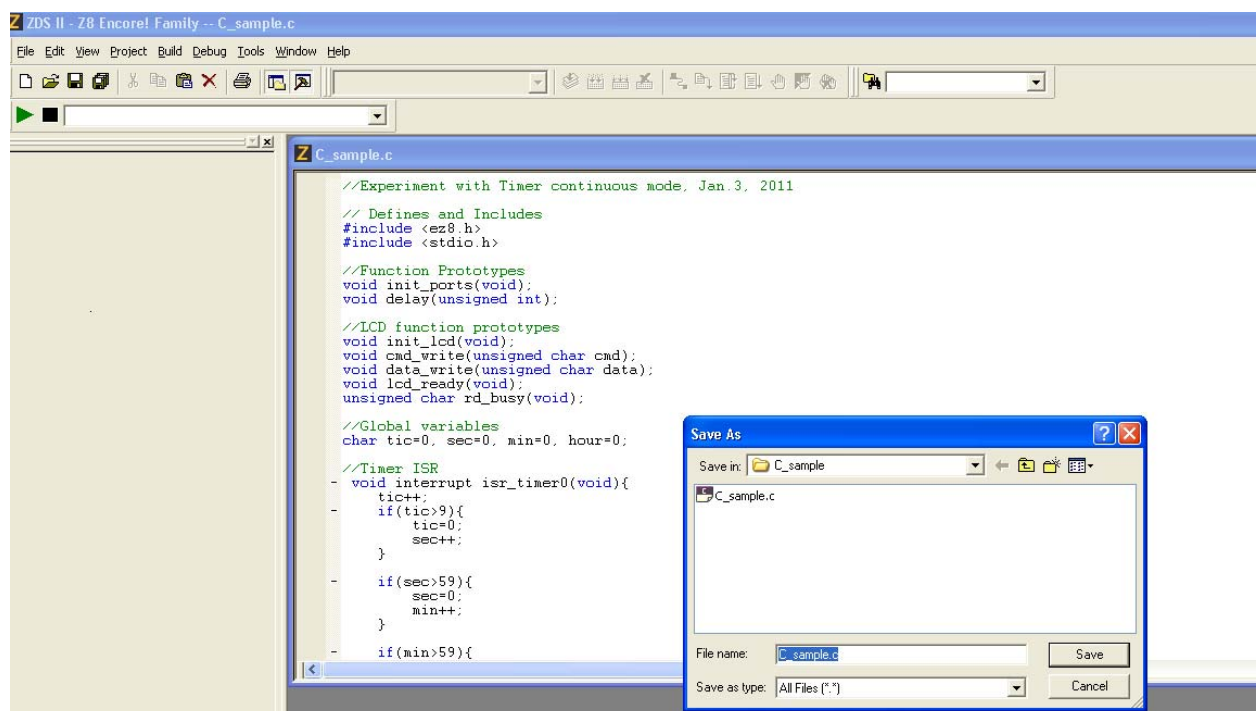 ZDS II - Z8 Encore! Family -- C_sample.c
File Edit View Project Build Debug Tools Window Help
C_sample.c
//Experiment with Timer continuous mode, Jan.3, 2011
// Defines and Includes
#include <ez8.h>
#include <stdio.h>
//Function Prototypes
void init_ports(void);
void delay(unsigned int);
//LCD function prototypes
void init_lcd(void);
void cmd_write(unsigned char cmd);
void data_write(unsigned char data);
void lcd_ready(void);
unsigned char rd_busy(void);
//Global variables
char tic=0, sec=0, min=0, hour=0;
//Timer ISR
void interrupt isr_timer0(void){
tic++;
if(tic>9){
tic=0;
sec++;
}
if(sec>59){
sec=0;
min++;
}
if(min>59){
Save As
Save in: C_sample
C_sample.c
File name: C_sample.c Save
Save as type: All Files (*.*) Cancel